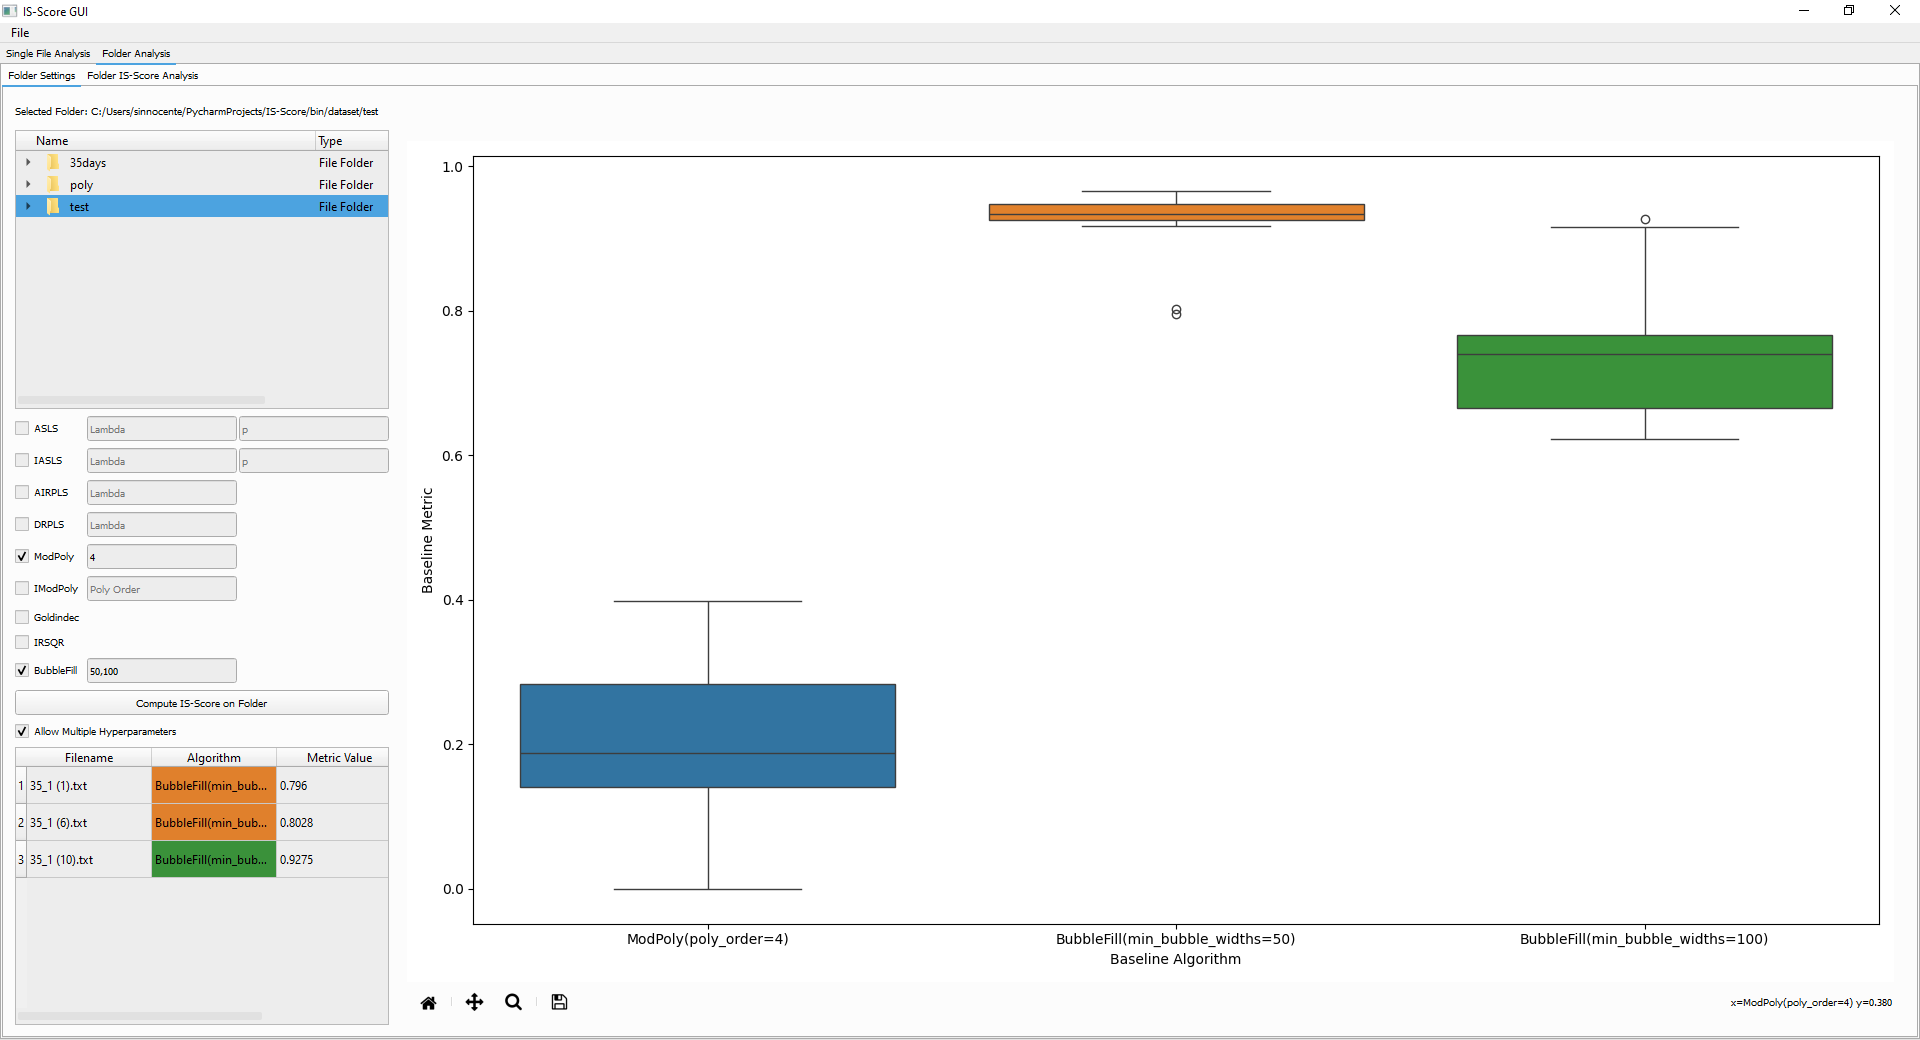 IS-Score GUI
File
Single File Analysis Folder Analysis
Folder Settings Folder IS-Score Analysis
Selected Folder: C:/Users/sinnocente/PycharmProjects/IS-Score/bin/dataset/test
Name Type
35days File Folder
poly File Folder
test File Folder
ASLS Lambda p
IASLS Lambda p
AIRPLS Lambda
DRPLS Lambda
ModPoly 4
IModPoly Poly Order
Goldindec
IRSQR
BubbleFill 50,100
Compute IS-Score on Folder
Allow Multiple Hyperparameters
Filename Algorithm Metric Value
1 35_1 (1).txt BubbleFill(min_bub... 0.796
2 35_1 (6).txt BubbleFill(min_bub... 0.8028
3 35_1 (10).txt BubbleFill(min_bub... 0.9275
1.0
0.8
0.6
0.4
0.2
0.0
Baseline Metric
ModPoly(poly_order=4) BubbleFill(min_bubble_widths=50) BubbleFill(min_bubble_widths=100)
Baseline Algorithm
x=ModPoly(poly_order=4) y=0.380